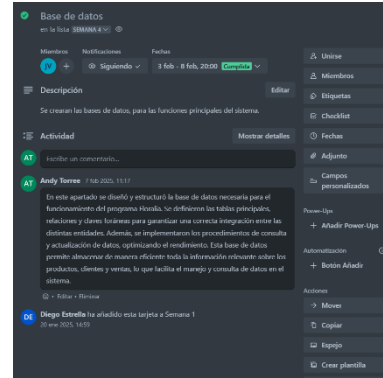 Base de datos
en la lista SEMANA 4
Miembros Notificaciones Fechas
JV + Siguiendo 3 feb - 8 feb, 20:00 Cumplida
Descripción Editar
Se crearan las bases de datos, para las funciones principales del sistema.
Actividad Mostrar detalles
AT Escribe un comentario...
AT Andy Torree 7 feb 2025, 11:17
En este apartado se diseñó y estructuró la base de datos necesaria para el
funcionamiento del programa Floralia. Se definieron las tablas principales,
relaciones y claves foráneas para garantizar una correcta integración entre las
distintas entidades. Además, se implementaron los procedimientos de consulta
y actualización de datos, optimizando el rendimiento. Esta base de datos
permite almacenar de manera eficiente toda la información relevante sobre los
productos, clientes y ventas, lo que facilita el manejo y consulta de datos en el
sistema.
• Editar • Eliminar
DE Diego Estrella ha añadido esta tarjeta a Semana 1
20 ene 2025, 14:59
Unirse
Miembros
Etiquetas
Checklist
Fechas
Adjunto
Campos
personalizados
Power-Ups
+ Añadir Power-Ups
Automatización
+ Botón Añadir
Acciones
Mover
Copiar
Espejo
Crear plantilla